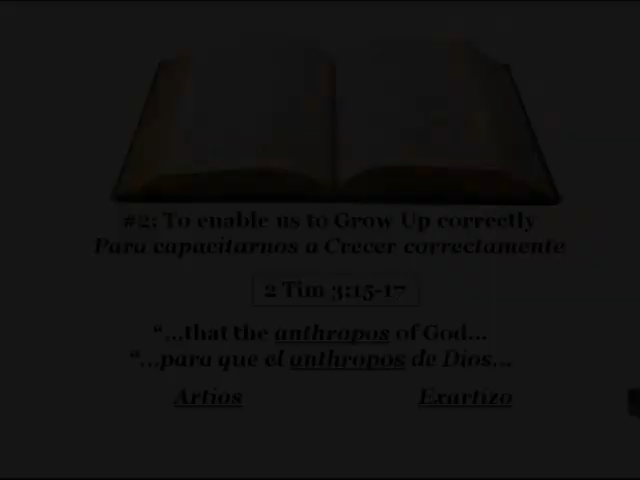 #2: To enable us to Grow Up correctly
Para capacitarnos a Crecer correctamente
2 Tim 3:15-17
“...that the anthropos of God...
“...para que el anthropos de Dios...
Artios Exartizo